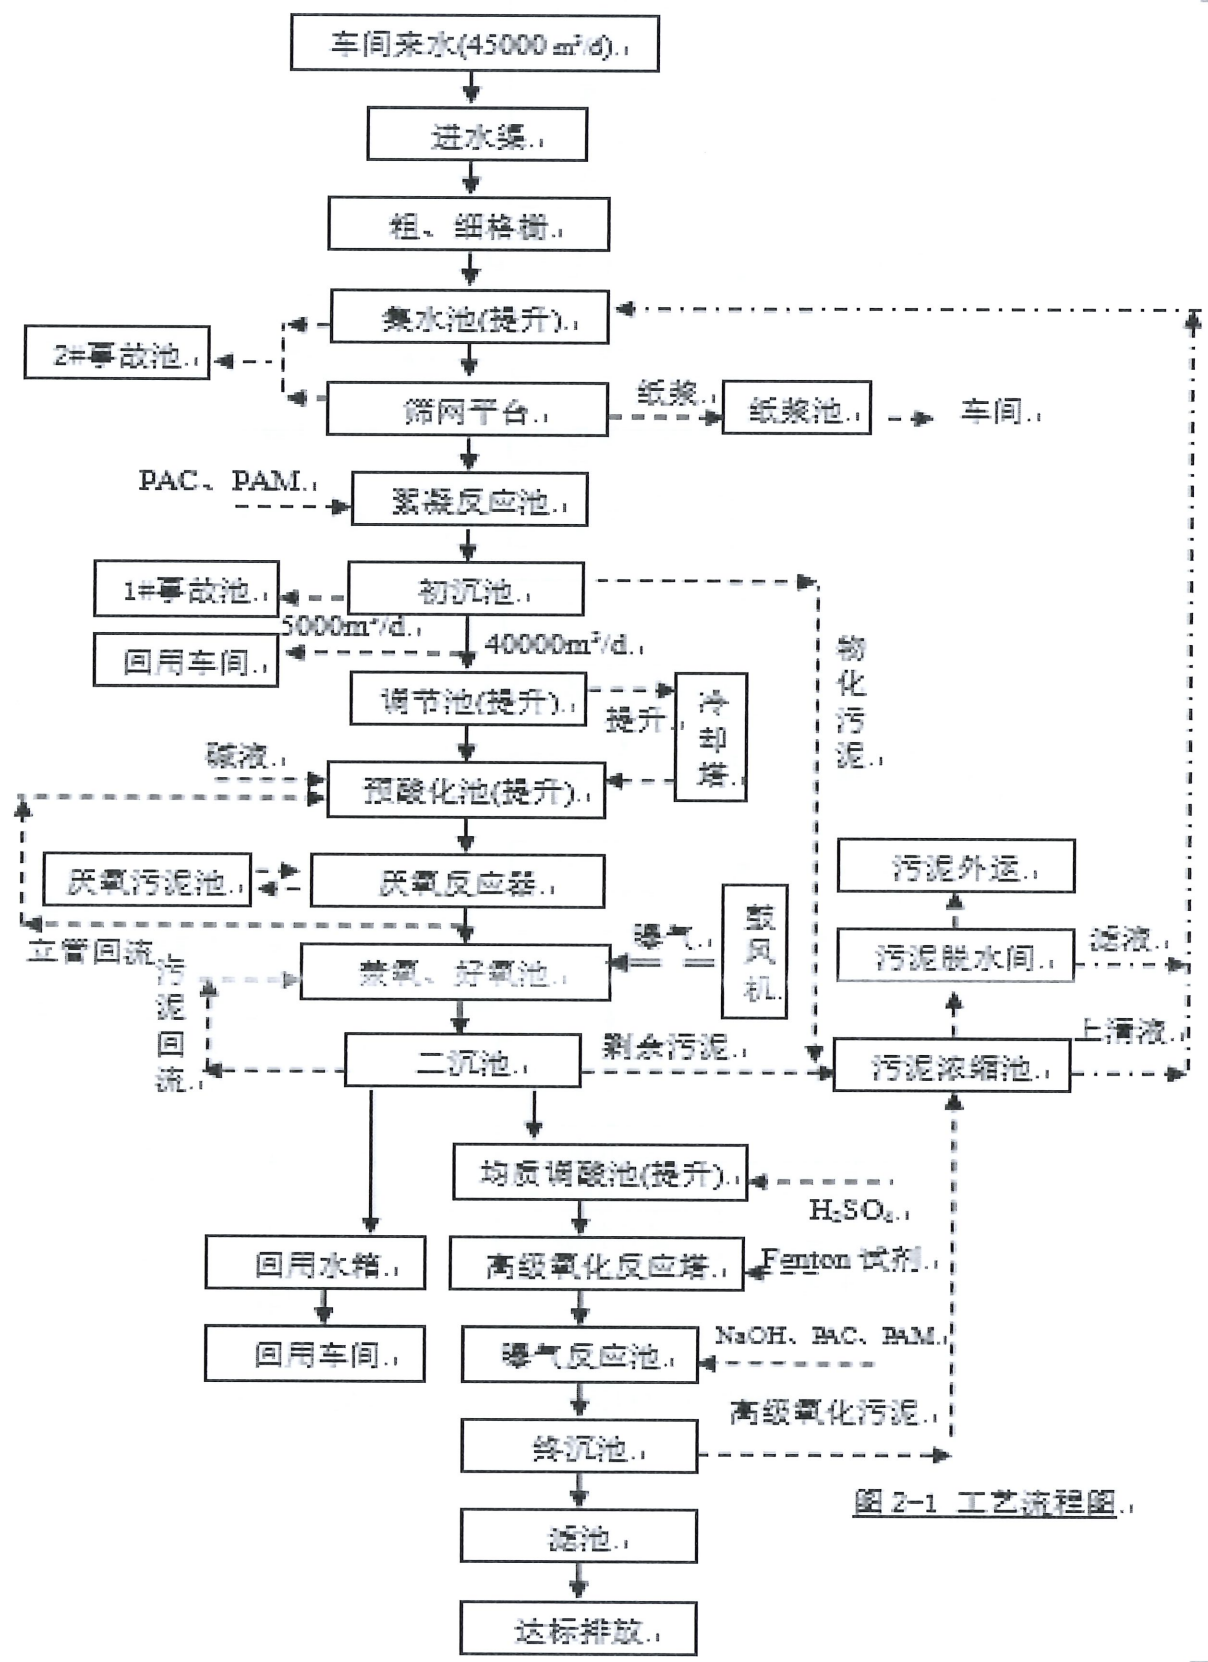 车间来水(45000 m³/d)
进水渠
粗、细格栅
集水池(提升)
2#事故池
筛网平台
纸浆
纸浆池
车间
PAC、PAM
絮凝反应池
1#事故池
初沉池
5000m³/d
40000m³/d
回用车间
物化污泥
调节池(提升)
提升
冷却塔
碱液
预酸化池(提升)
厌氧污泥池
厌氧反应器
污泥外运
鼓风机
曝气
立管回流
污泥回流
兼氧、好氧池
污泥脱水间
滤液
二沉池
剩余污泥
污泥浓缩池
上清液
均质调酸池(提升)
H₂SO₄
回用水箱
高级氧化反应塔
Fenton 试剂
回用车间
曝气反应池
NaOH、PAC、PAM
高级氧化污泥
终沉池
图 2-1 工艺流程图
滤池
达标排放